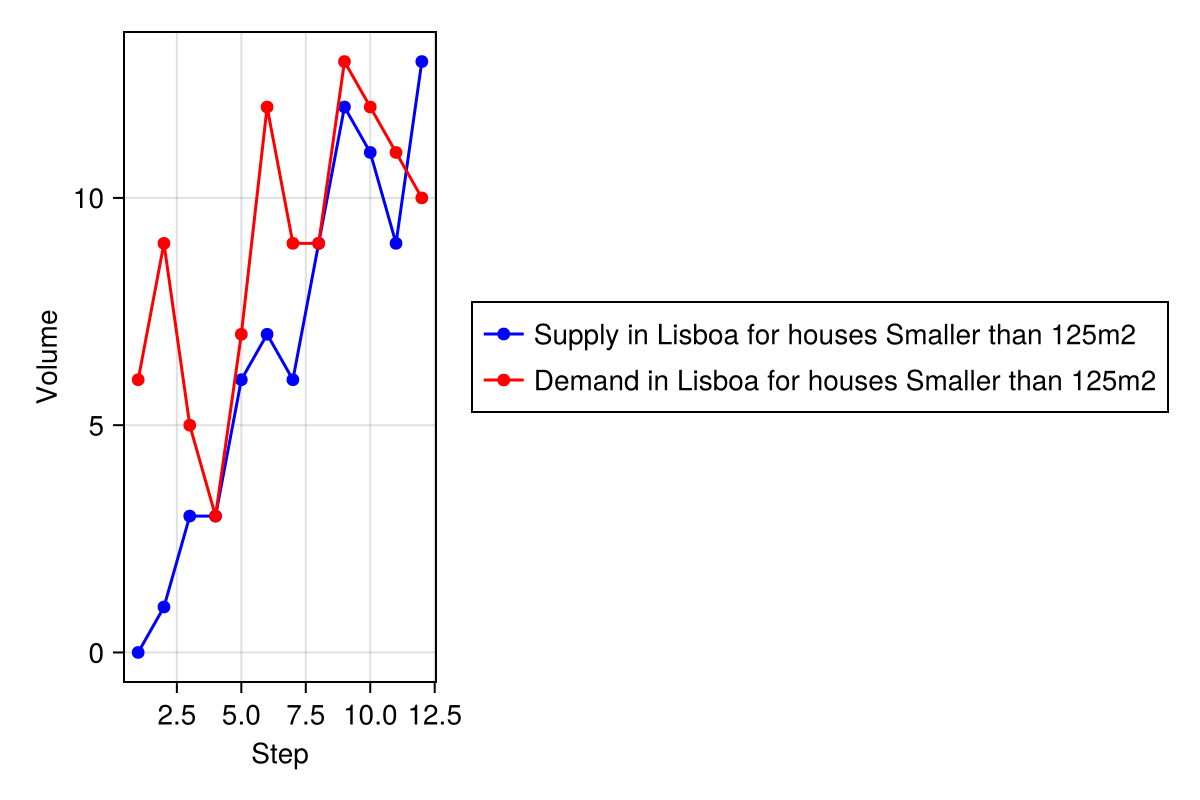 10
5
0
Volume
2.5 5.0 7.5 10.0 12.5
Step
Supply in Lisboa for houses Smaller than 125m2
Demand in Lisboa for houses Smaller than 125m2